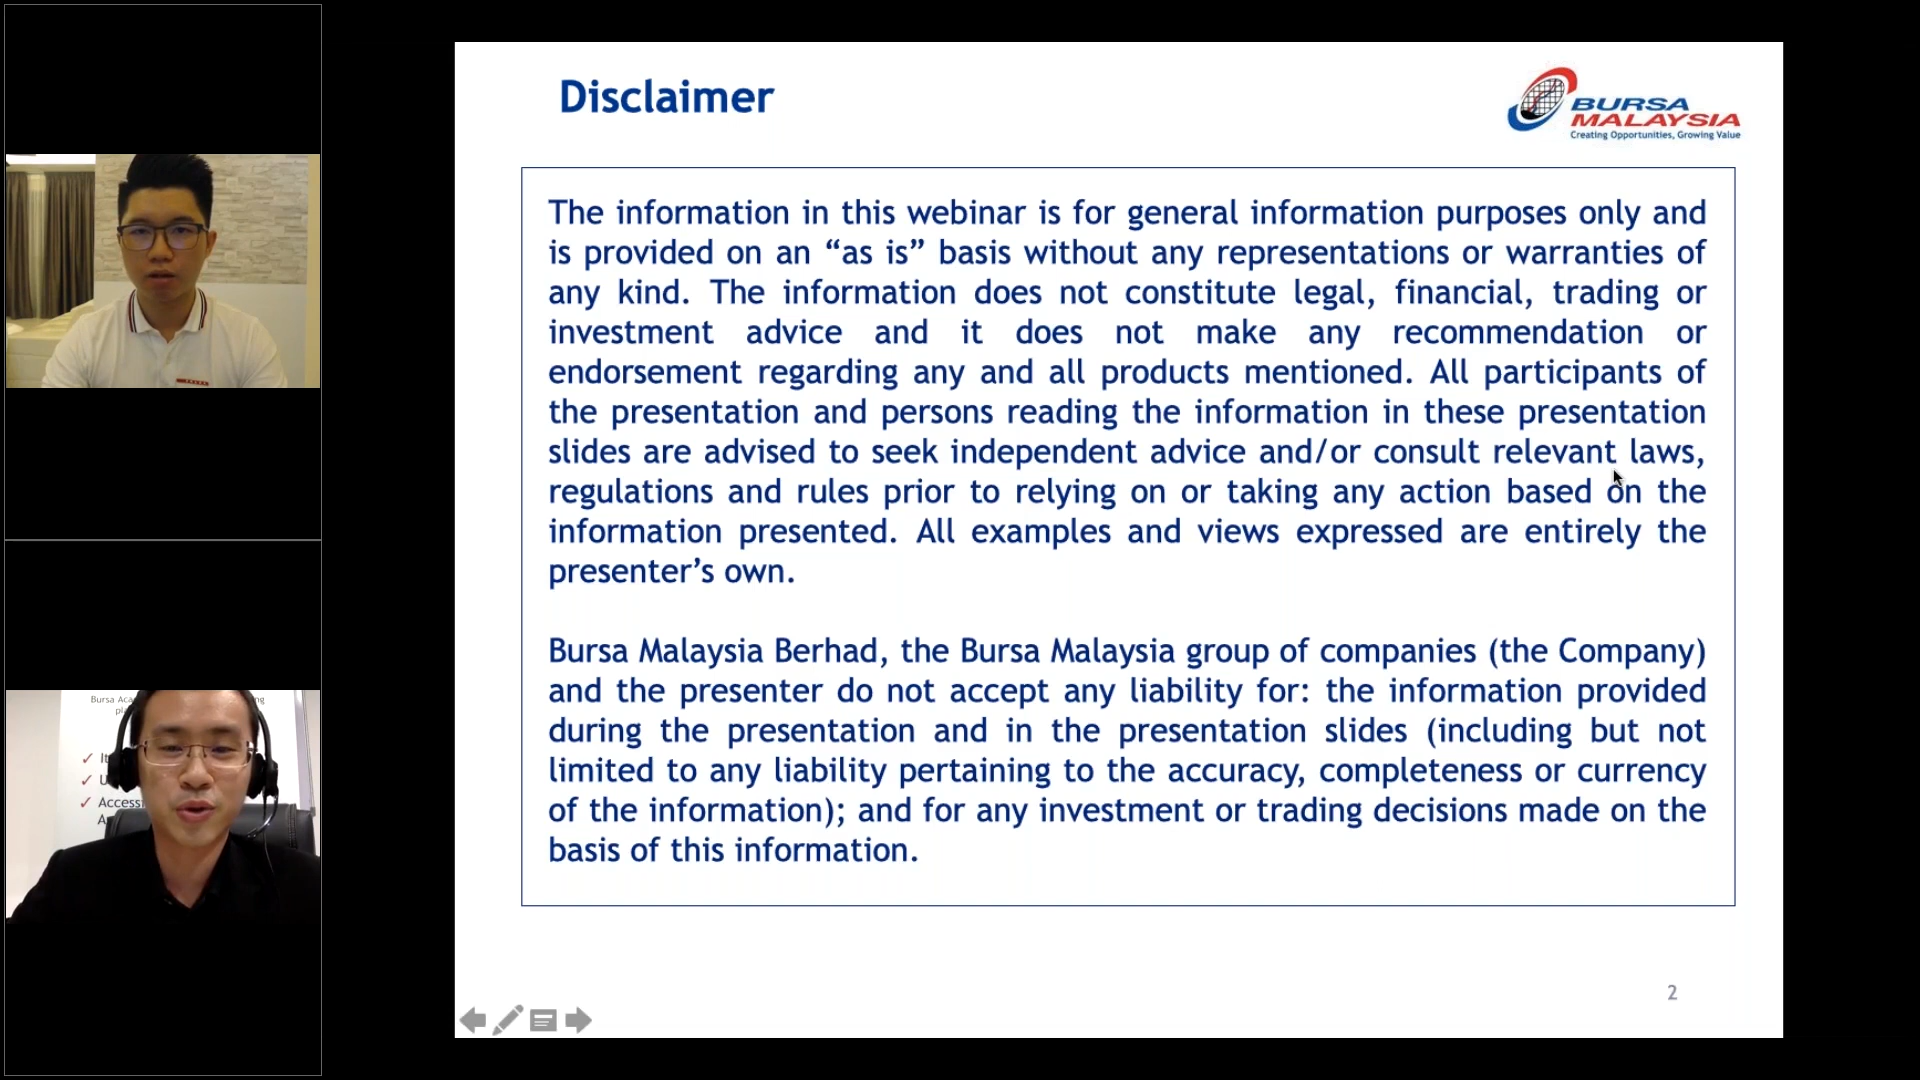 Disclaimer
BURSA
MALAYSIA
Creating Opportunities, Growing Value
The information in this webinar is for general information purposes only and
is provided on an “as is” basis without any representations or warranties of
any kind. The information does not constitute legal, financial, trading or
investment advice and it does not make any recommendation or
endorsement regarding any and all products mentioned. All participants of
the presentation and persons reading the information in these presentation
slides are advised to seek independent advice and/or consult relevant laws,
regulations and rules prior to relying on or taking any action based on the
information presented. All examples and views expressed are entirely the
presenter’s own.
Bursa Malaysia Berhad, the Bursa Malaysia group of companies (the Company)
and the presenter do not accept any liability for: the information provided
during the presentation and in the presentation slides (including but not
limited to any liability pertaining to the accuracy, completeness or currency
of the information); and for any investment or trading decisions made on the
basis of this information.
2
Bursa